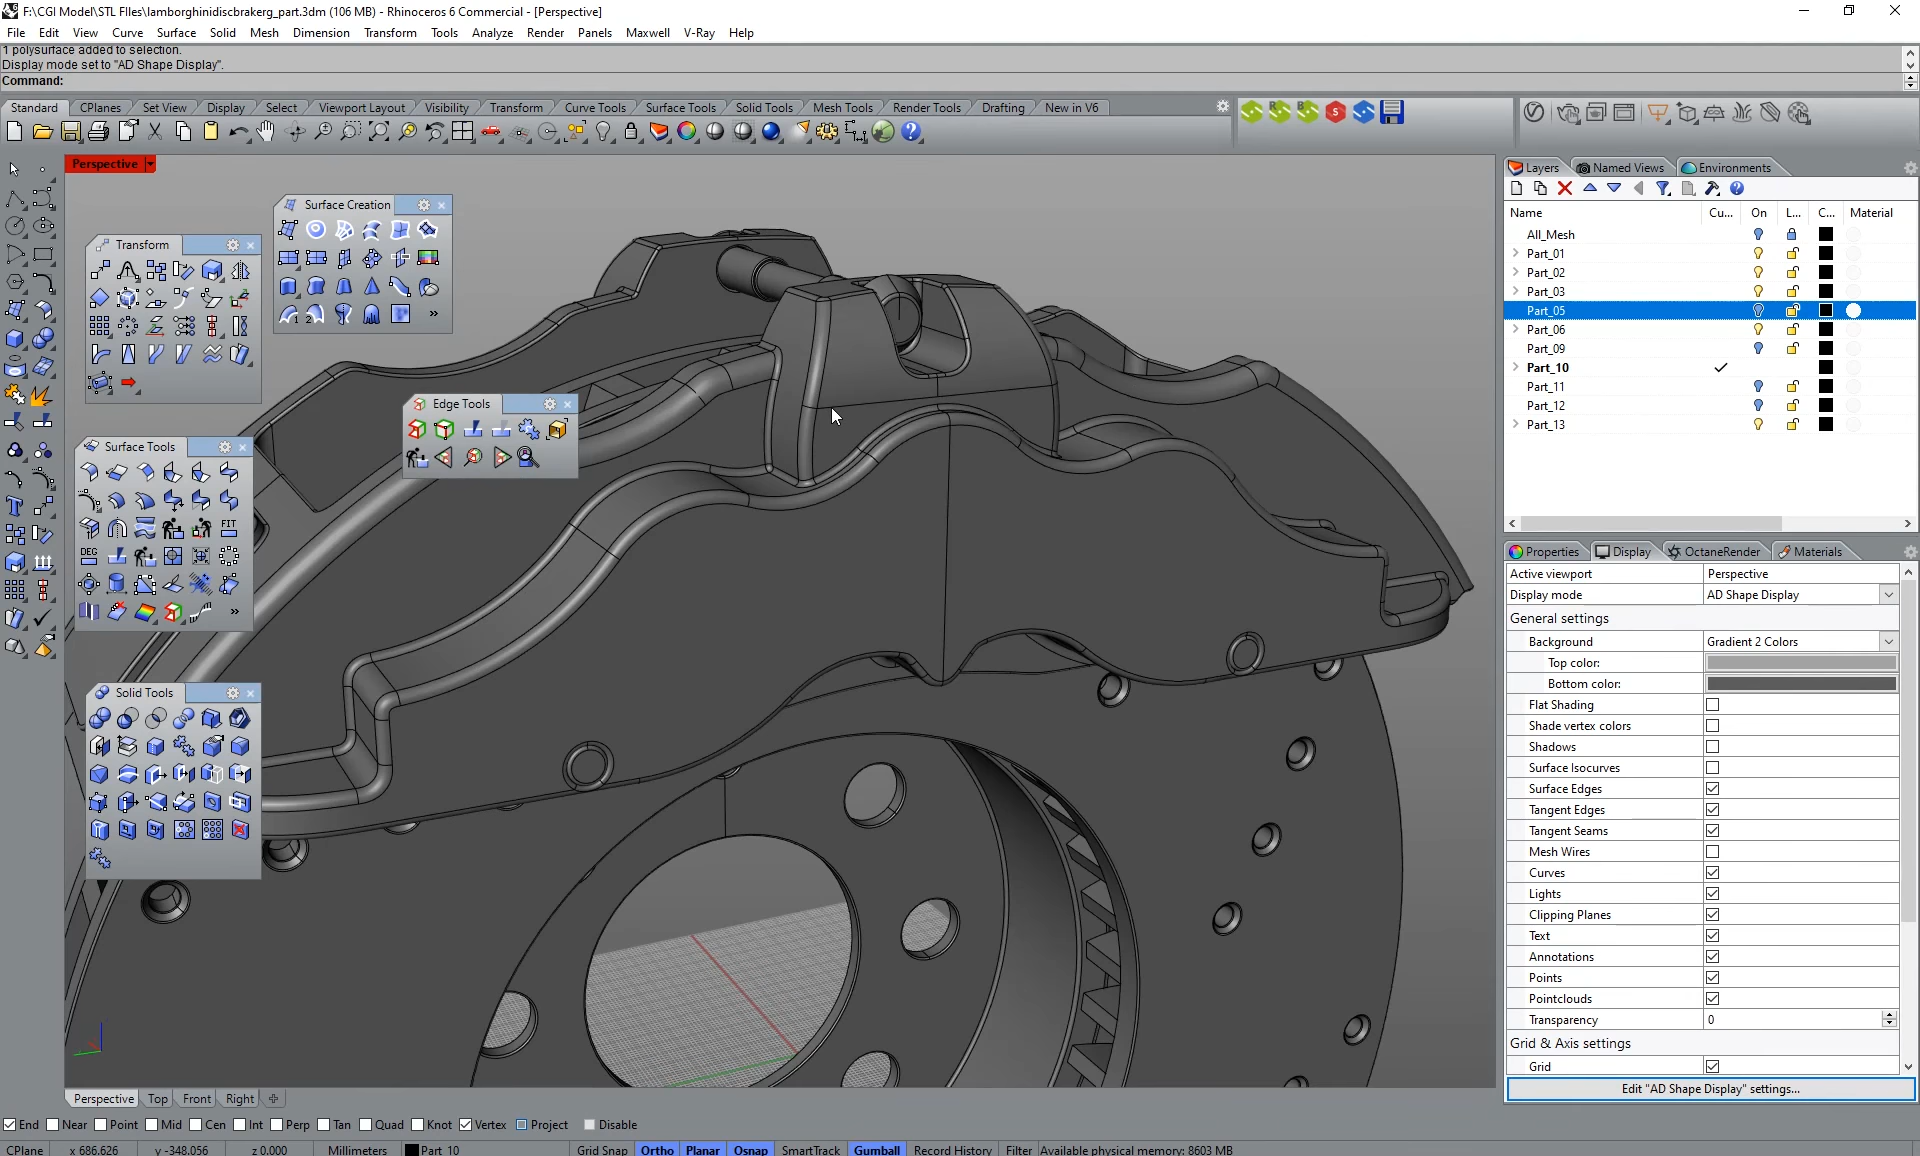 F:\CGI Model\STL FIles\lamborghinidiscbrakerg_part.3dm (106 MB) - Rhinoceros 6 Commercial - [Perspective]
File Edit View Curve Surface Solid Mesh Dimension Transform Tools Analyze Render Panels Maxwell V-Ray Help
1 polysurface added to selection.
Display mode set to "AD Shape Display".
Command:
Standard CPlanes Set View Display Select Viewport Layout Visibility Transform Curve Tools Surface Tools Solid Tools Mesh Tools Render Tools Drafting New in V6
Perspective
Surface Creation
Transform
Edge Tools
Surface Tools
FIT
DEG
Solid Tools
Layers Named Views Environments
Name Cu... On L... C... Material
All_Mesh
Part_01
Part_02
Part_03
Part_05
Part_06
Part_09
Part_10
Part_11
Part_12
Part_13
Properties Display OctaneRender Materials
Active viewport Perspective
Display mode AD Shape Display
General settings
Background Gradient 2 Colors
Top color:
Bottom color:
Flat Shading
Shade vertex colors
Shadows
Surface Isocurves
Surface Edges
Tangent Edges
Tangent Seams
Mesh Wires
Curves
Lights
Clipping Planes
Text
Annotations
Points
Pointclouds
Transparency 0
Grid & Axis settings
Grid
Edit "AD Shape Display" settings...
Perspective Top Front Right
End Near Point Mid Cen Int Perp Tan Quad Knot Vertex Project Disable
CPlane x 686.626 y -348.056 z 0.000 Millimeters Part_10 Grid Snap Ortho Planar Osnap SmartTrack Gumball Record History Filter Available physical memory: 8603 MB